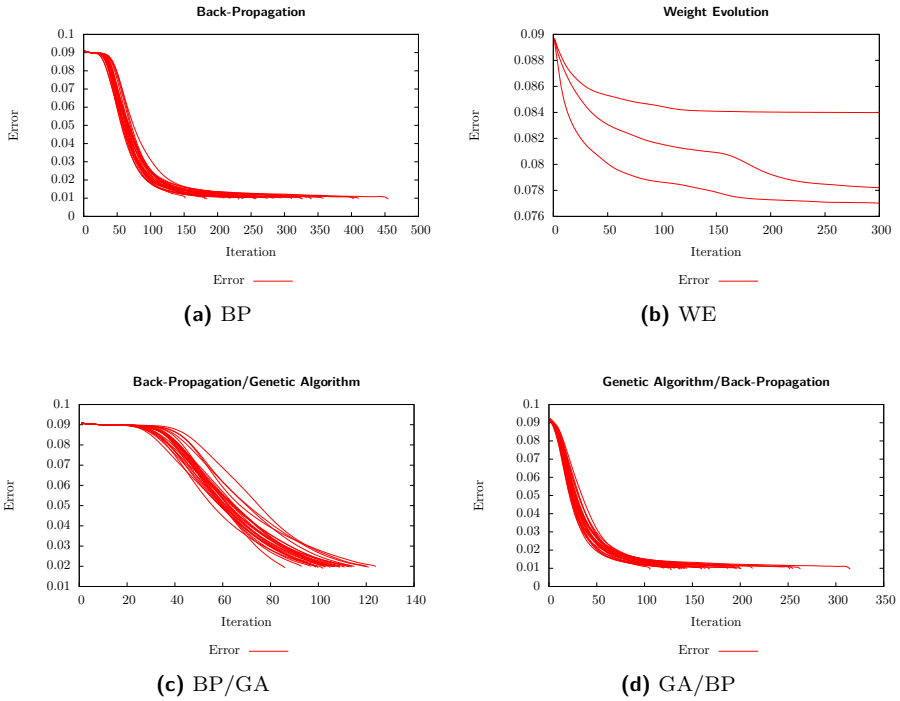 Back-Propagation
0.1
0.09
0.08
0.07
0.06
0.05
0.04
0.03
0.02
0.01
0
Error
0 50 100 150 200 250 300 350 400 450 500
Iteration
Error
(a) BP
Weight Evolution
0.09
0.088
0.086
0.084
0.082
0.08
0.078
0.076
Error
0 50 100 150 200 250 300
Iteration
Error
(b) WE
Back-Propagation/Genetic Algorithm
0.1
0.09
0.08
0.07
0.06
0.05
0.04
0.03
0.02
0.01
Error
0 20 40 60 80 100 120 140
Iteration
Error
(c) BP/GA
Genetic Algorithm/Back-Propagation
0.1
0.09
0.08
0.07
0.06
0.05
0.04
0.03
0.02
0.01
0
Error
0 50 100 150 200 250 300 350
Iteration
Error
(d) GA/BP